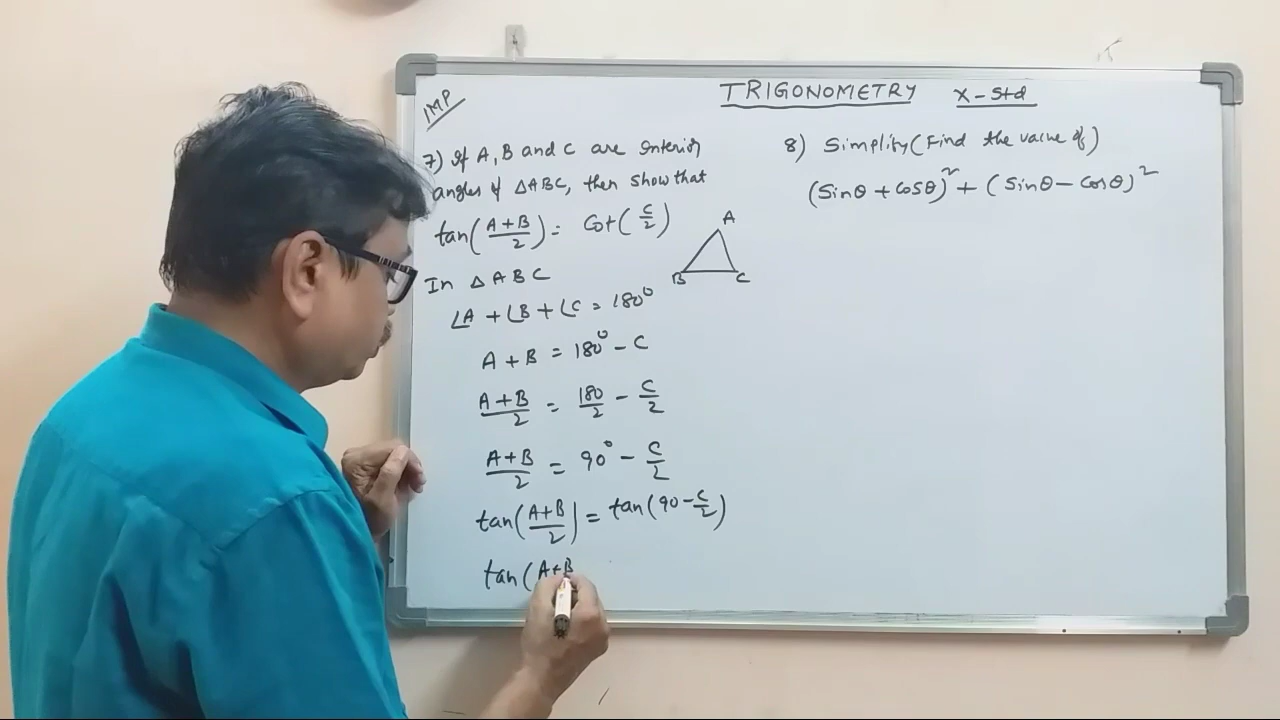 TRIGONOMETRY X-Std
IMP
7) If A, B and C are Interior
angles of ΔABC, then show that
tan((A+B)/2) = Cot(C/2)
A
B C
In ΔABC
∠A + ∠B + ∠C = 180°
A + B = 180° - C
(A+B)/2 = 180/2 - C/2
(A+B)/2 = 90° - C/2
tan((A+B)/2) = tan(90 - C/2)
tan(A+B
8) Simplify (Find the value of)
(Sinθ + Cosθ)² + (Sinθ - Cosθ)²